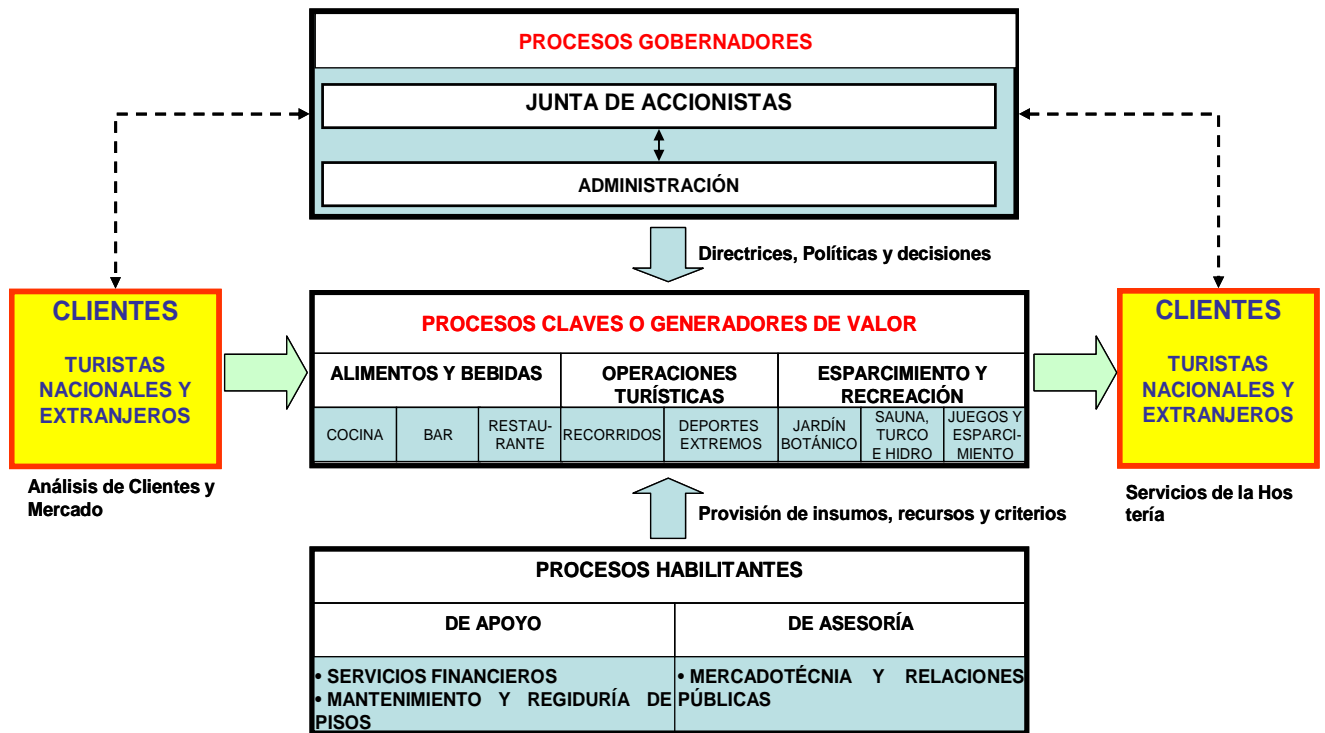 PROCESOS GOBERNADORES
JUNTA DE ACCIONISTAS
ADMINISTRACIÓN
Directrices, Políticas y decisiones
CLIENTES
TURISTAS
NACIONALES Y
EXTRANJEROS
Análisis de Clientes y
Mercado
PROCESOS CLAVES O GENERADORES DE VALOR
ALIMENTOS Y BEBIDAS
OPERACIONES
TURÍSTICAS
ESPARCIMIENTO Y
RECREACIÓN
COCINA
BAR
RESTAU-
RANTE
RECORRIDOS
DEPORTES
EXTREMOS
JARDÍN
BOTÁNICO
SAUNA,
TURCO
E HIDRO
JUEGOS Y
ESPARCI-
MIENTO
CLIENTES
TURISTAS
NACIONALES Y
EXTRANJEROS
Servicios de la Hos
tería
Provisión de insumos, recursos y criterios
PROCESOS HABILITANTES
DE APOYO
• SERVICIOS FINANCIEROS
• MANTENIMIENTO Y REGIDURÍA DE
PISOS
DE ASESORÍA
• MERCADOTÉCNIA Y RELACIONES
PÚBLICAS